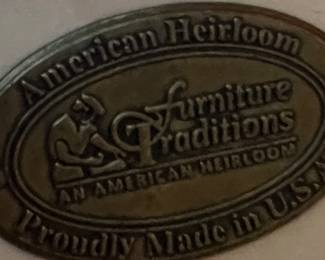 American Heirloom
Furniture
Traditions
AN AMERICAN HEIRLOOM
Proudly Made in U.S.A